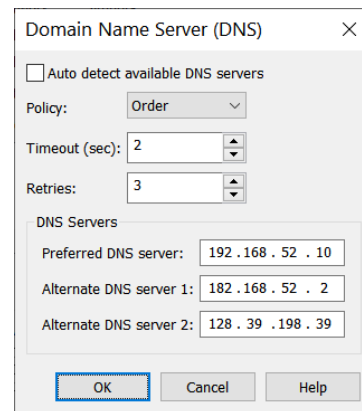 Domain Name Server (DNS)
Auto detect available DNS servers
Policy: Order
Timeout (sec): 2
Retries: 3
DNS Servers
Preferred DNS server: 192 . 168 . 52 . 10
Alternate DNS server 1: 182 . 168 . 52 . 2
Alternate DNS server 2: 128 . 39 . 198 . 39
OK Cancel Help